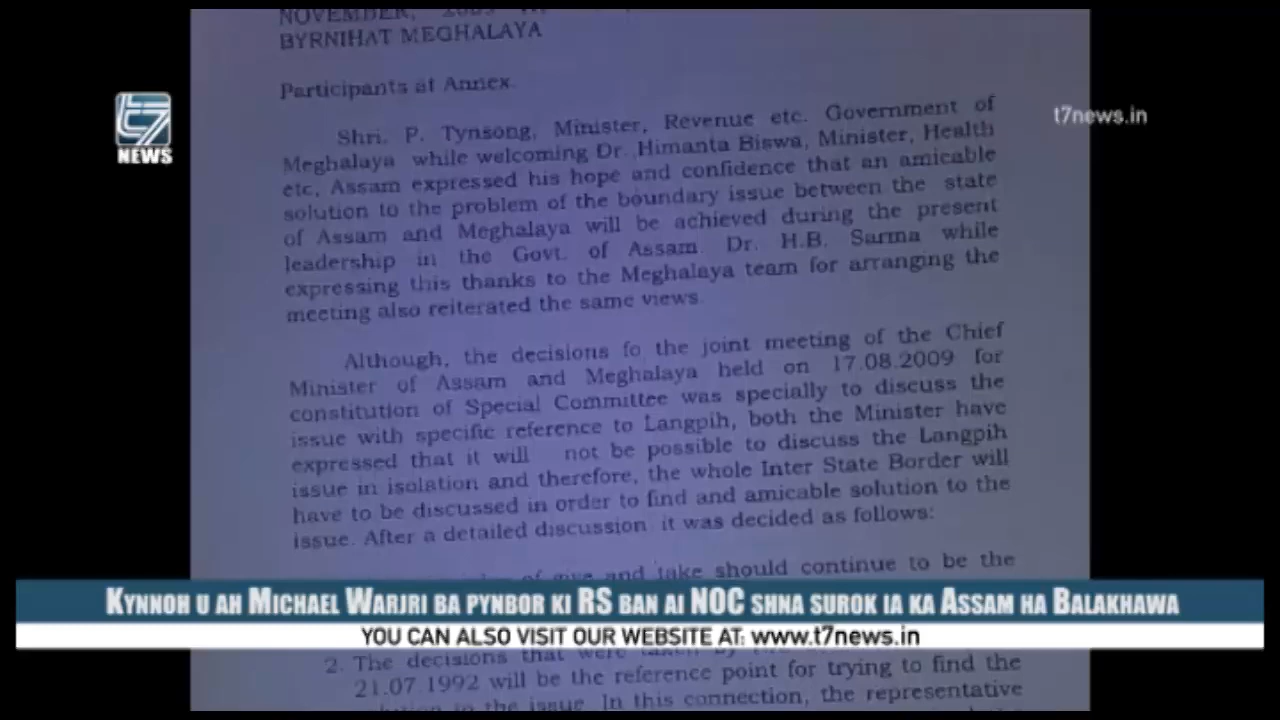 NOVEMBER,
BYRNIHAT MEGHALAYA
Participants at Annex.
Shri. P. Tynsong, Minister, Revenue etc. Government of
Meghalaya while welcoming Dr. Himanta Biswa, Minister, Health
etc, Assam expressed his hope and confidence that an amicable
solution to the problem of the boundary issue between the state
of Assam and Meghalaya will be achieved during the present
leadership in the Govt. of Assam. Dr. H.B. Sarma while
expressing this thanks to the Meghalaya team for arranging the
meeting also reiterated the same views.
Although, the decisions fo the joint meeting of the Chief
Minister of Assam and Meghalaya held on 17.08.2009 for
constitution of Special Committee was specially to discuss the
issue with specific reference to Langpih, both the Minister have
expressed that it will not be possible to discuss the Langpih
issue in isolation and therefore, the whole Inter State Border will
have to be discussed in order to find and amicable solution to the
issue. After a detailed discussion it was decided as follows:
of give and take should continue to be the
2. The decisions that were taken by
21.07.1992 will be the reference point for trying to find the
in the issue. In this connection, the representative
t7 NEWS
t7news.in
KYNNOH U AH MICHAEL WARJRI BA PYNBOR KI RS BAN AI NOC SHNA SUROK IA KA ASSAM HA BALAKHAWA
YOU CAN ALSO VISIT OUR WEBSITE AT: www.t7news.in